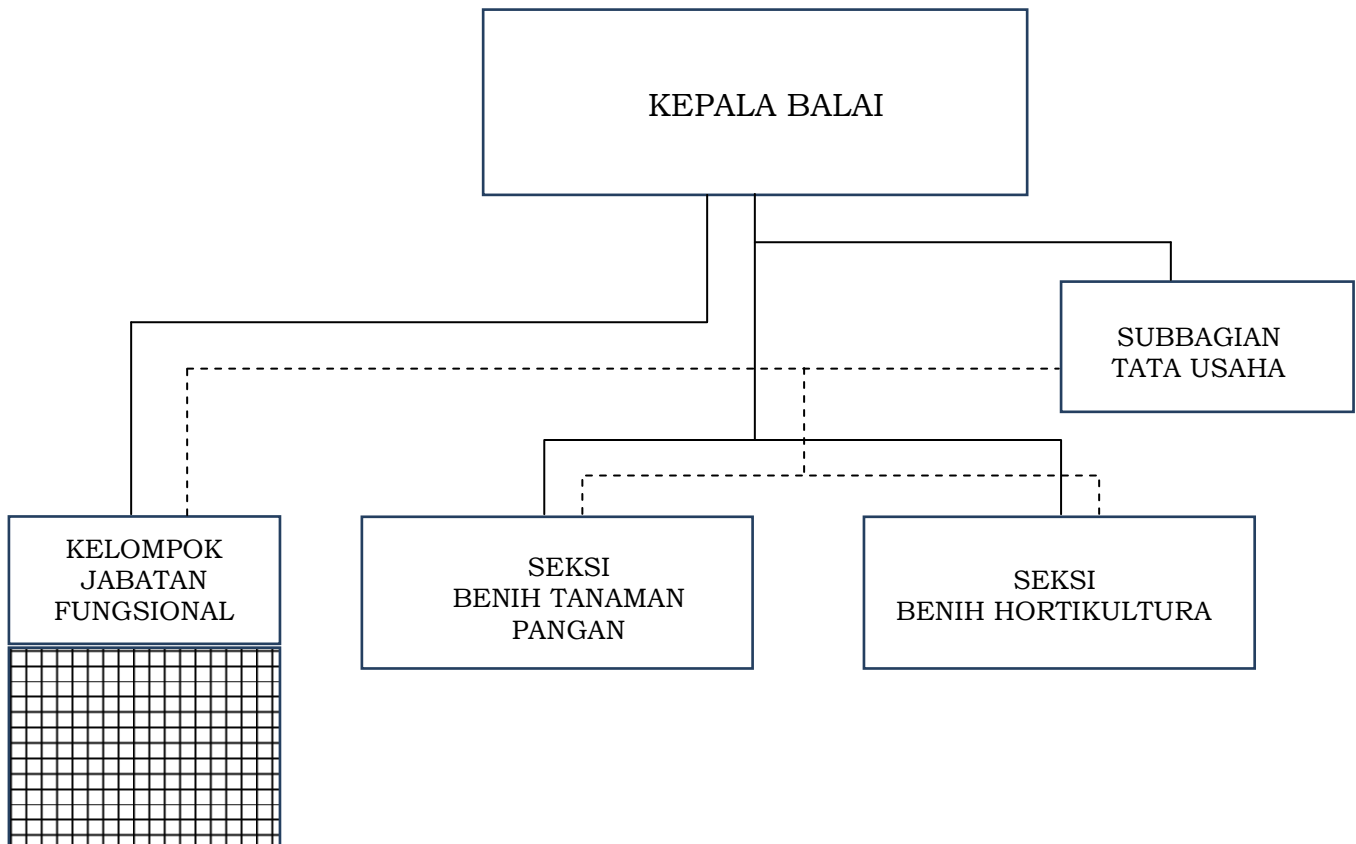 KEPALA BALAI
SUBBAGIAN
TATA USAHA
KELOMPOK
JABATAN
FUNGSIONAL
SEKSI
BENIH TANAMAN
PANGAN
SEKSI
BENIH HORTIKULTURA